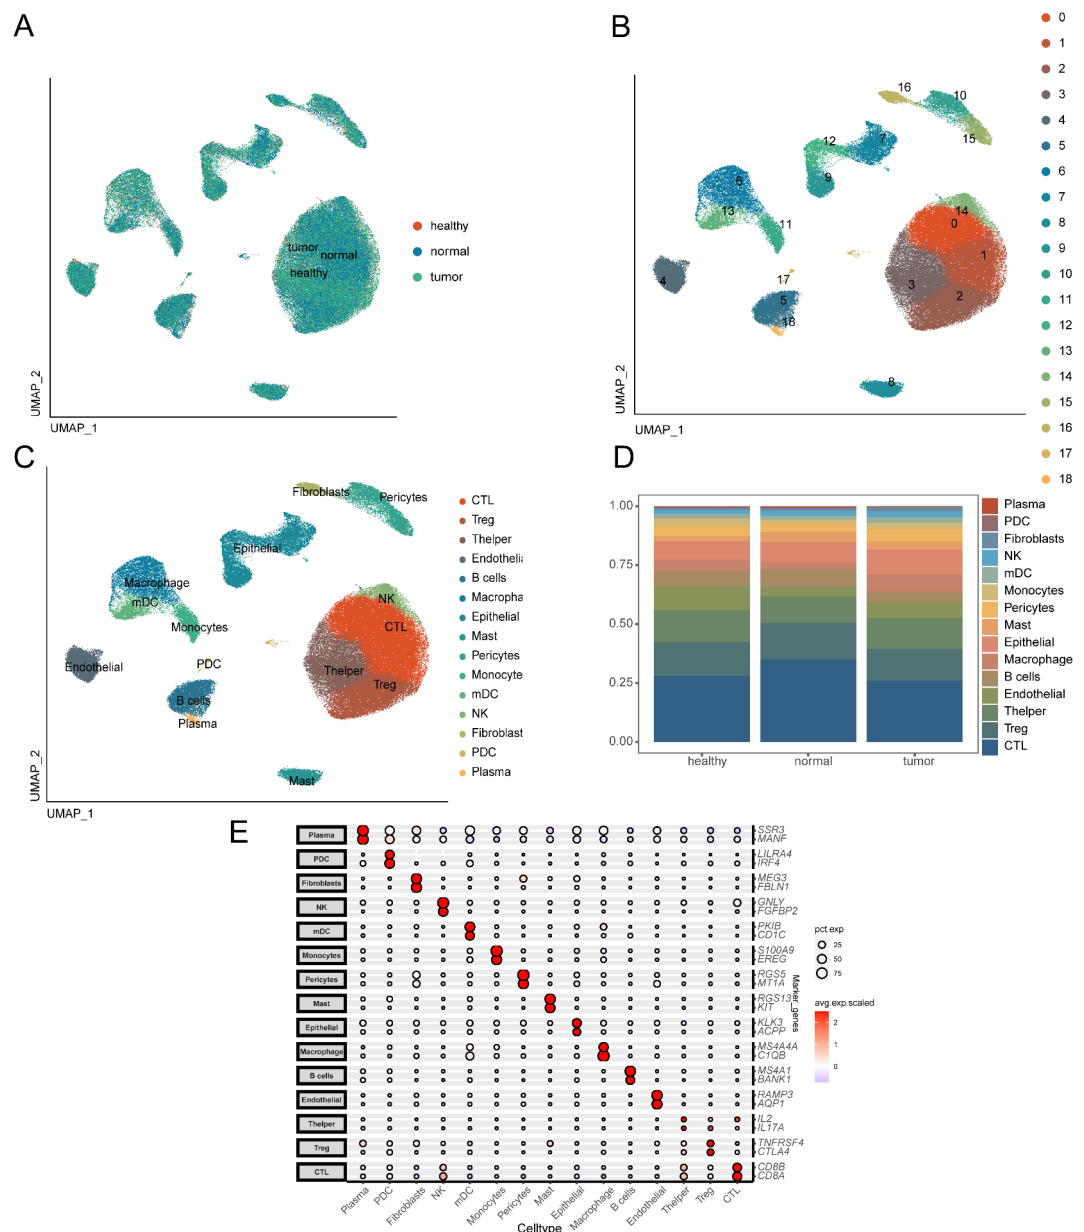 A
UMAP_2
UMAP_1
tumor
normal
healthy
healthy
normal
tumor
B
UMAP_2
UMAP_1
16
10
15
12
7
9
6
13
11
14
0
1
4
17
3
2
5
18
8
0
1
2
3
4
5
6
7
8
9
10
11
12
13
14
15
16
17
18
C
UMAP_2
UMAP_1
Fibroblasts
Pericytes
Epithelial
Macrophage
mDC
Monocytes
NK
CTL
Endothelial
PDC
Thelper
Treg
B cells
Plasma
Mast
CTL
Treg
Thelper
Endothelia
B cells
Macropha
Epithelial
Mast
Pericytes
Monocyte
mDC
NK
Fibroblast
PDC
Plasma
D
1.00
0.75
0.50
0.25
0.00
healthy
normal
tumor
Plasma
PDC
Fibroblasts
NK
mDC
Monocytes
Pericytes
Mast
Epithelial
Macrophage
B cells
Endothelial
Thelper
Treg
CTL
E
Plasma
SSR3
MANF
PDC
LILRA4
IRF4
Fibroblasts
MEG3
FBLN1
NK
GNLY
FGFBP2
mDC
PKIB
CD1C
Monocytes
S100A9
EREG
Pericytes
RGS5
MT1A
Mast
RGS13
KIT
Epithelial
KLK3
ACPP
Macrophage
MS4A4A
C1QB
B cells
MS4A1
BANK1
Endothelial
RAMP3
AQP1
Thelper
IL2
IL17A
Treg
TNFRSF4
CTLA4
CTL
CD8B
CD8A
Plasma
PDC
Fibroblasts
NK
mDC
Monocytes
Pericytes
Mast
Epithelial
Macrophage
B cells
Endothelial
Thelper
Treg
CTL
Celltype
Marker_genes
pct.exp
25
50
75
avg.exp.scaled
2
1
0